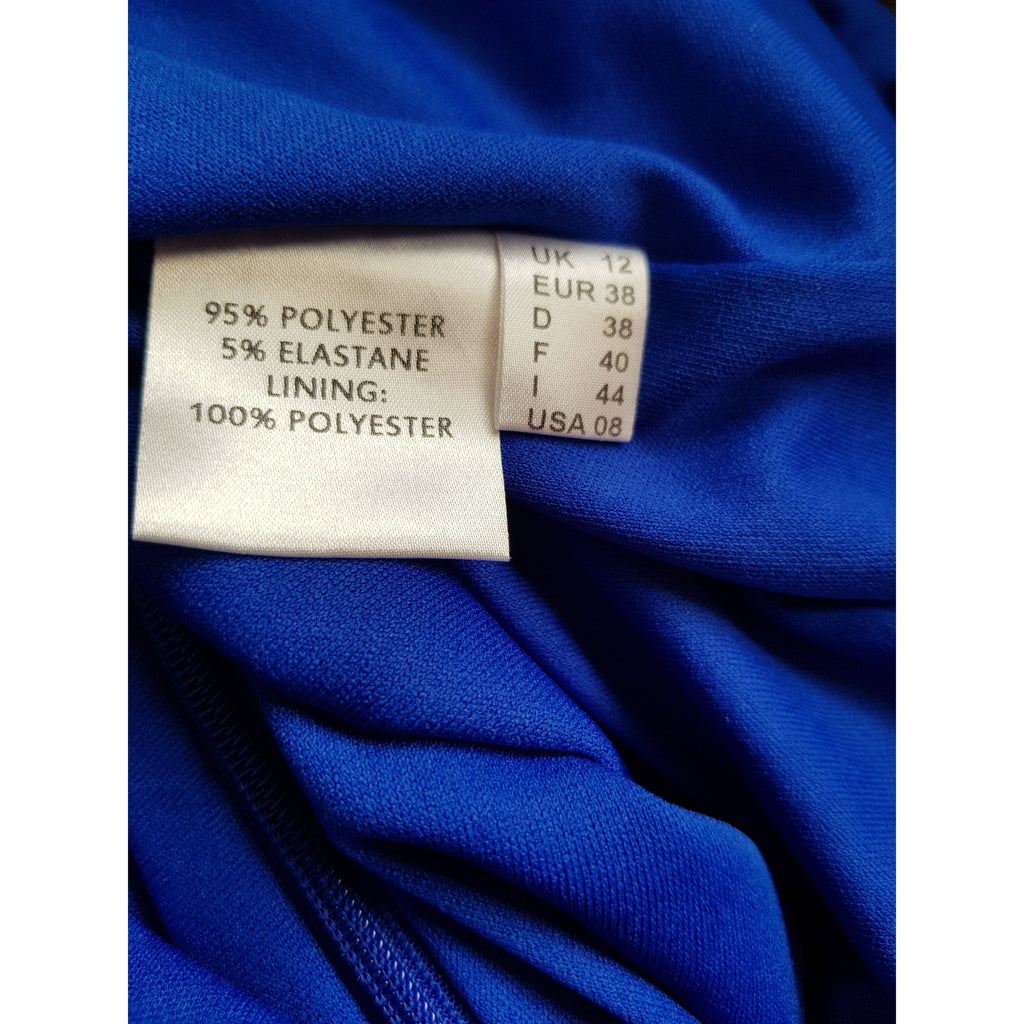 95% POLYESTER
5% ELASTANE
LINING:
100% POLYESTER
UK 12
EUR 38
D 38
F 40
I 44
USA 08